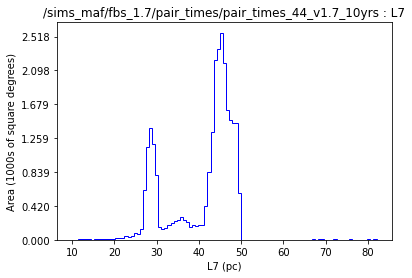 /sims_maf/fbs_1.7/pair_times/pair_times_44_v1.7_10yrs : L7
2.518
2.098
1.679
1.259
0.839
0.420
0.000
Area (1000s of square degrees)
10 20 30 40 50 60 70 80
L7 (pc)